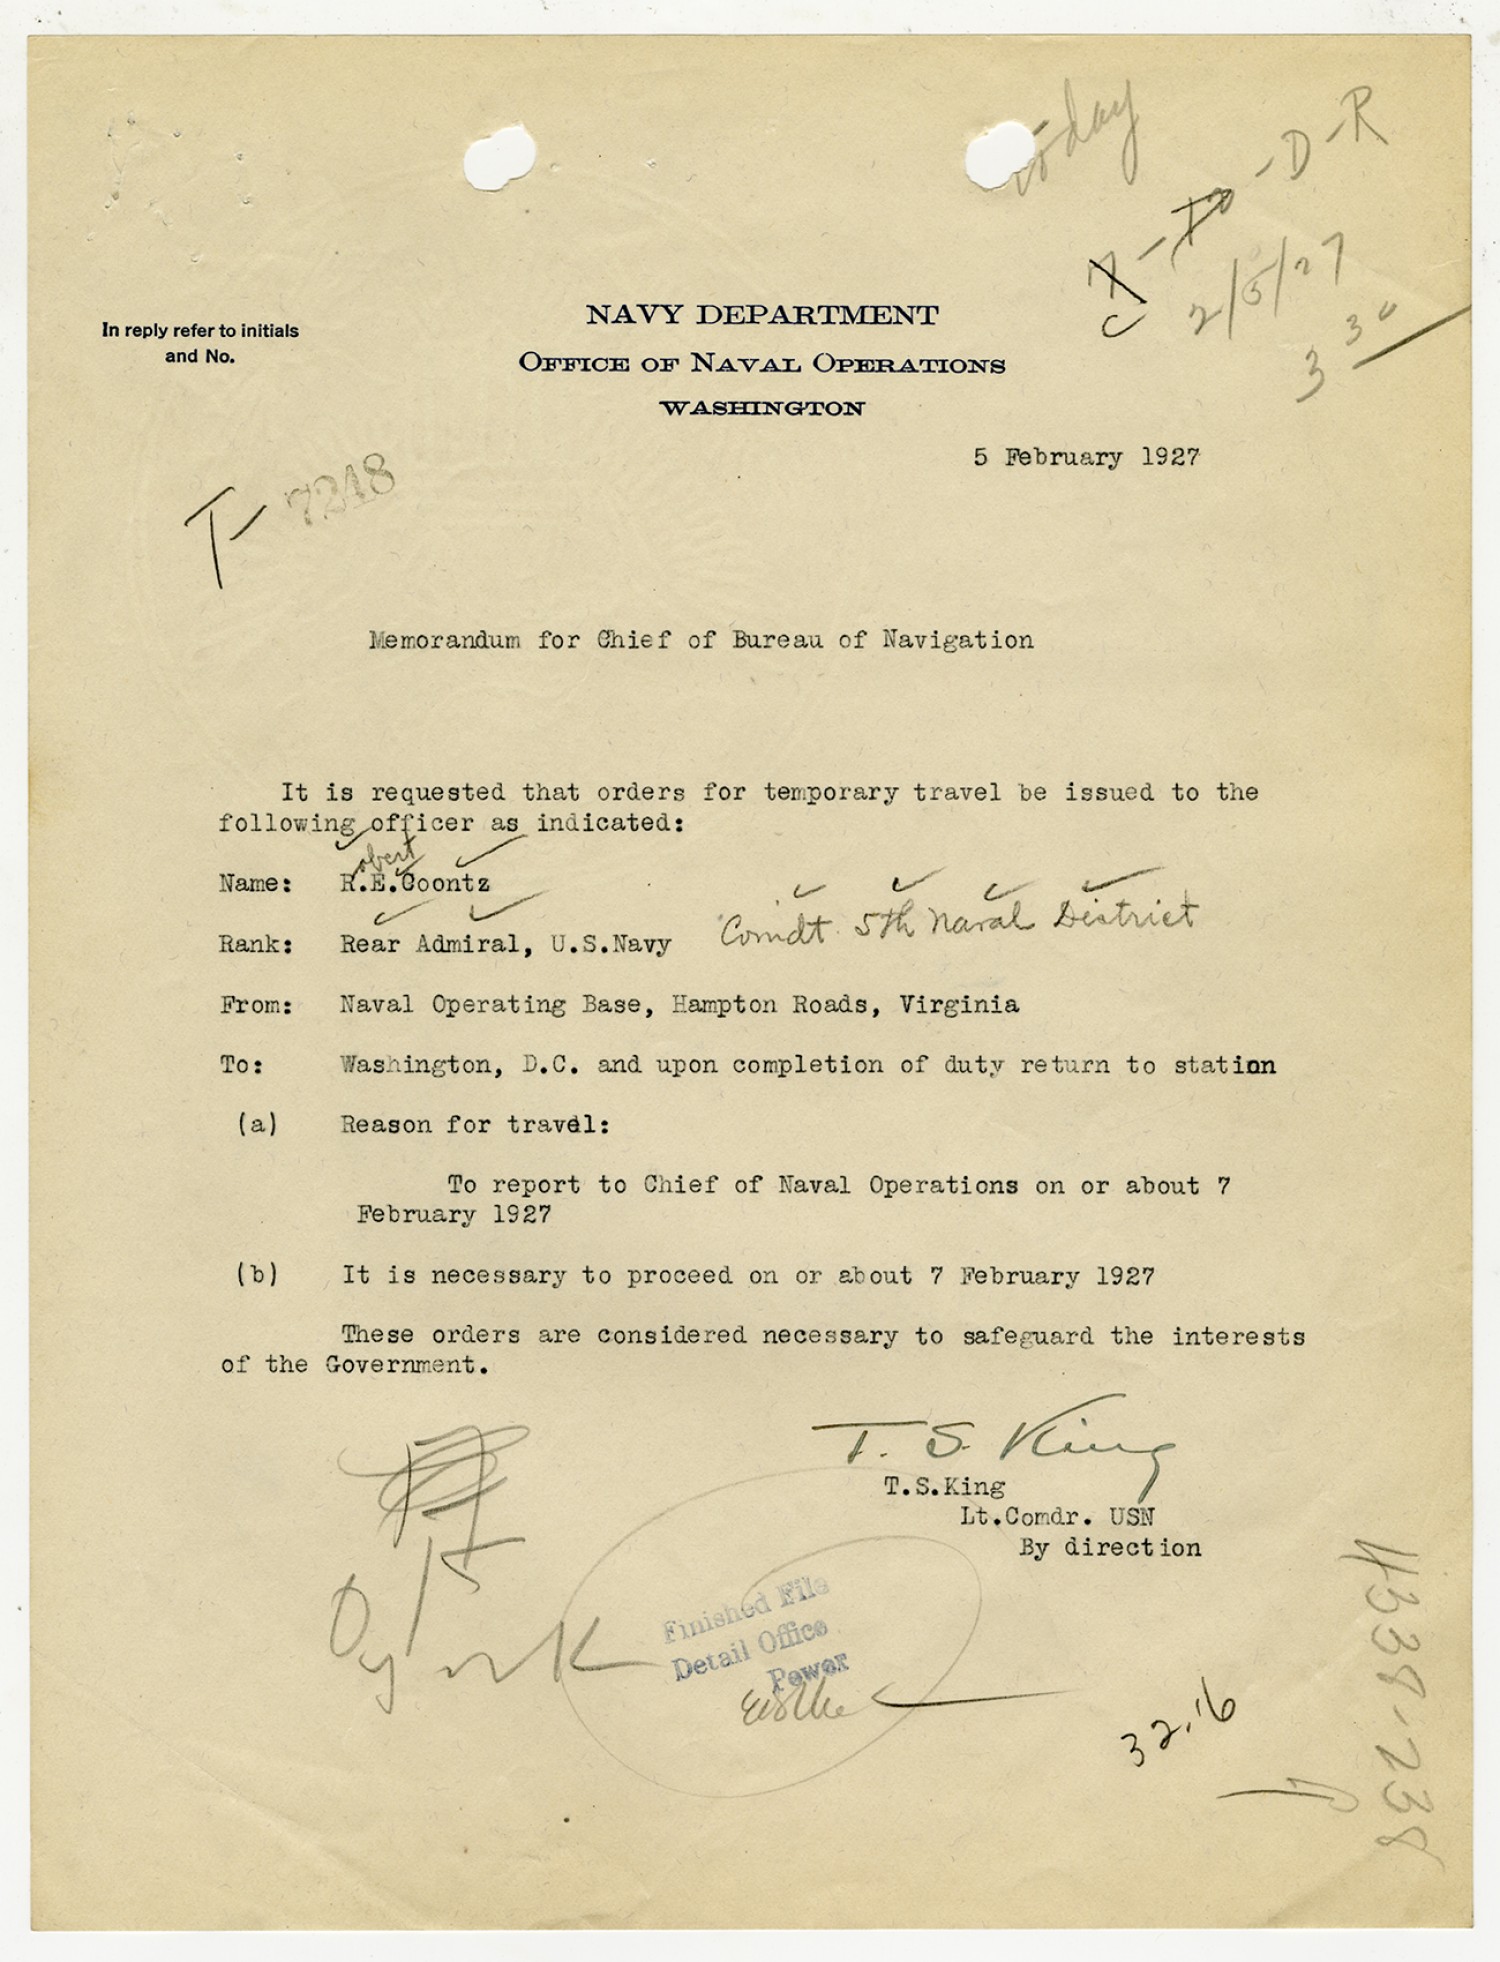 today
-D-R
2/5/27
3 30
In reply refer to initials
and No.
NAVY DEPARTMENT
OFFICE OF NAVAL OPERATIONS
WASHINGTON
5 February 1927
T- 7248
Memorandum for Chief of Bureau of Navigation
It is requested that orders for temporary travel be issued to the
following officer as indicated:
obert
Name: R.E.Coontz
Comdt 5th Naval District
Rank: Rear Admiral, U.S.Navy
From: Naval Operating Base, Hampton Roads, Virginia
To: Washington, D.C. and upon completion of duty return to station
(a) Reason for travel:
To report to Chief of Naval Operations on or about 7
February 1927
(b) It is necessary to proceed on or about 7 February 1927
These orders are considered necessary to safeguard the interests
of the Government.
T. S. King
T.S.King
Lt.Comdr. USN
By direction
OK
Finished File
Detail Office
Power
32.16
4338-238